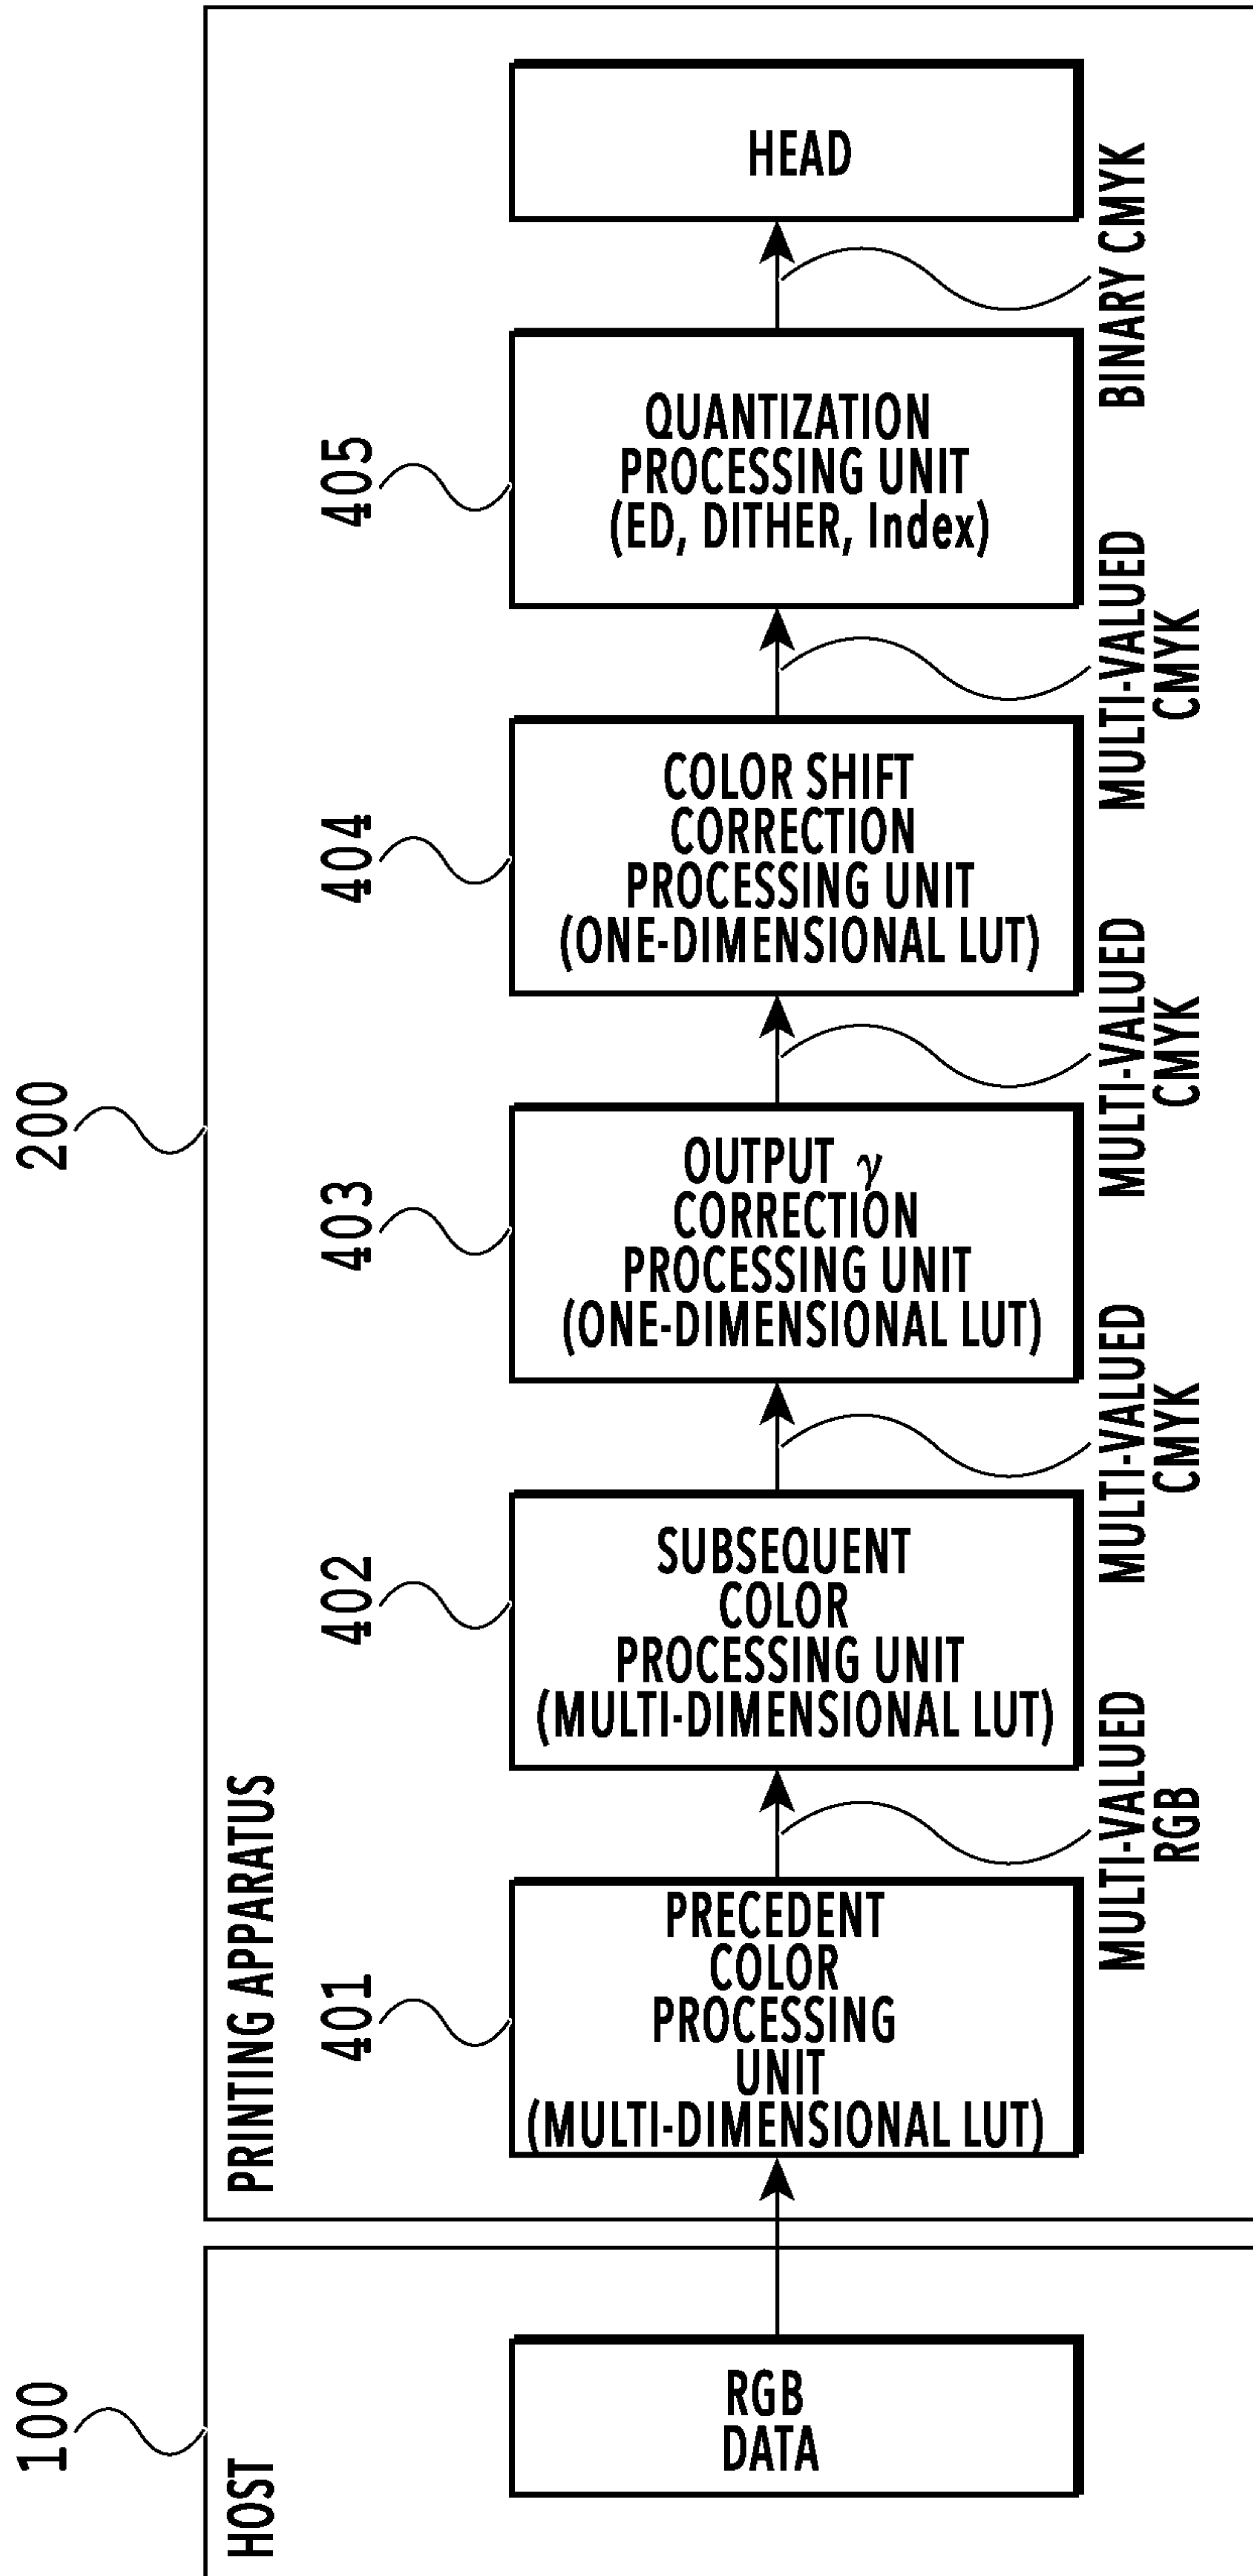 100
HOST
RGB
DATA
200
PRINTING APPARATUS
401
PRECEDENT
COLOR
PROCESSING
UNIT
(MULTI-DIMENSIONAL LUT)
MULTI-VALUED
RGB
402
SUBSEQUENT
COLOR
PROCESSING UNIT
(MULTI-DIMENSIONAL LUT)
MULTI-VALUED
CMYK
403
OUTPUT γ
CORRECTION
PROCESSING UNIT
(ONE-DIMENSIONAL LUT)
MULTI-VALUED
CMYK
404
COLOR SHIFT
CORRECTION
PROCESSING UNIT
(ONE-DIMENSIONAL LUT)
MULTI-VALUED
CMYK
405
QUANTIZATION
PROCESSING UNIT
(ED, DITHER, Index)
BINARY CMYK
HEAD